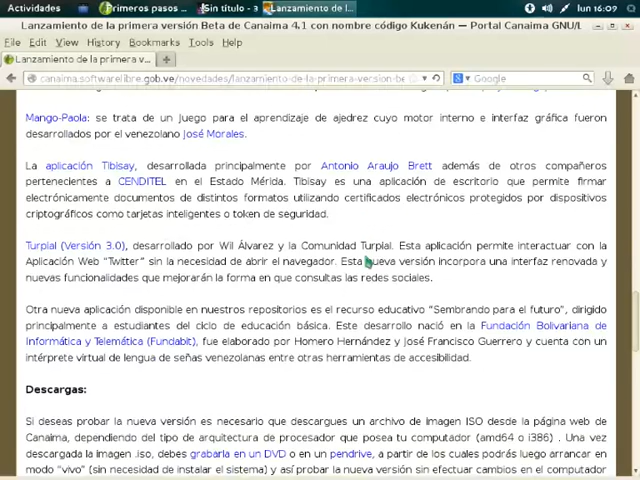 Actividades Primeros pasos ... Sin título - 3 Lanzamiento de l... lun 16:09
Lanzamiento de la primera versión Beta de Canaima 4.1 con nombre código Kukenán — Portal Canaima GNU/L
File Edit View History Bookmarks Tools Help
Lanzamiento de la primera v...
canaima.softwarelibre.gob.ve/novedades/lanzamiento-de-la-primera-version-be Google
Mango-Paola: se trata de un juego para el aprendizaje de ajedrez cuyo motor interno e interfaz gráfica fueron
desarrollados por el venezolano José Morales.
La aplicación Tibisay, desarrollada principalmente por Antonio Araujo Brett además de otros compañeros
pertenecientes a CENDITEL en el Estado Mérida. Tibisay es una aplicación de escritorio que permite firmar
electrónicamente documentos de distintos formatos utilizando certificados electrónicos protegidos por dispositivos
criptográficos como tarjetas inteligentes o token de seguridad.
Turpial (Versión 3.0), desarrollado por Wil Álvarez y la Comunidad Turpial. Esta aplicación permite interactuar con la
Aplicación Web “Twitter” sin la necesidad de abrir el navegador. Esta nueva versión incorpora una interfaz renovada y
nuevas funcionalidades que mejorarán la forma en que consultas las redes sociales.
Otra nueva aplicación disponible en nuestros repositorios es el recurso educativo “Sembrando para el futuro”, dirigido
principalmente a estudiantes del ciclo de educación básica. Este desarrollo nació en la Fundación Bolivariana de
Informática y Telemática (Fundabit), fue elaborado por Homero Hernández y José Francisco Guerrero y cuenta con un
intérprete virtual de lengua de señas venezolanas entre otras herramientas de accesibilidad.
Descargas:
Si deseas probar la nueva versión es necesario que descargues un archivo de imagen ISO desde la página web de
Canaima, dependiendo del tipo de arquitectura de procesador que posea tu computador (amd64 o i386) . Una vez
descargada la imagen .iso, debes grabarla en un DVD o en un pendrive, a partir de los cuales podrás luego arrancar en
modo “vivo” (sin necesidad de instalar el sistema) y así probar la nueva versión sin efectuar cambios en el computador